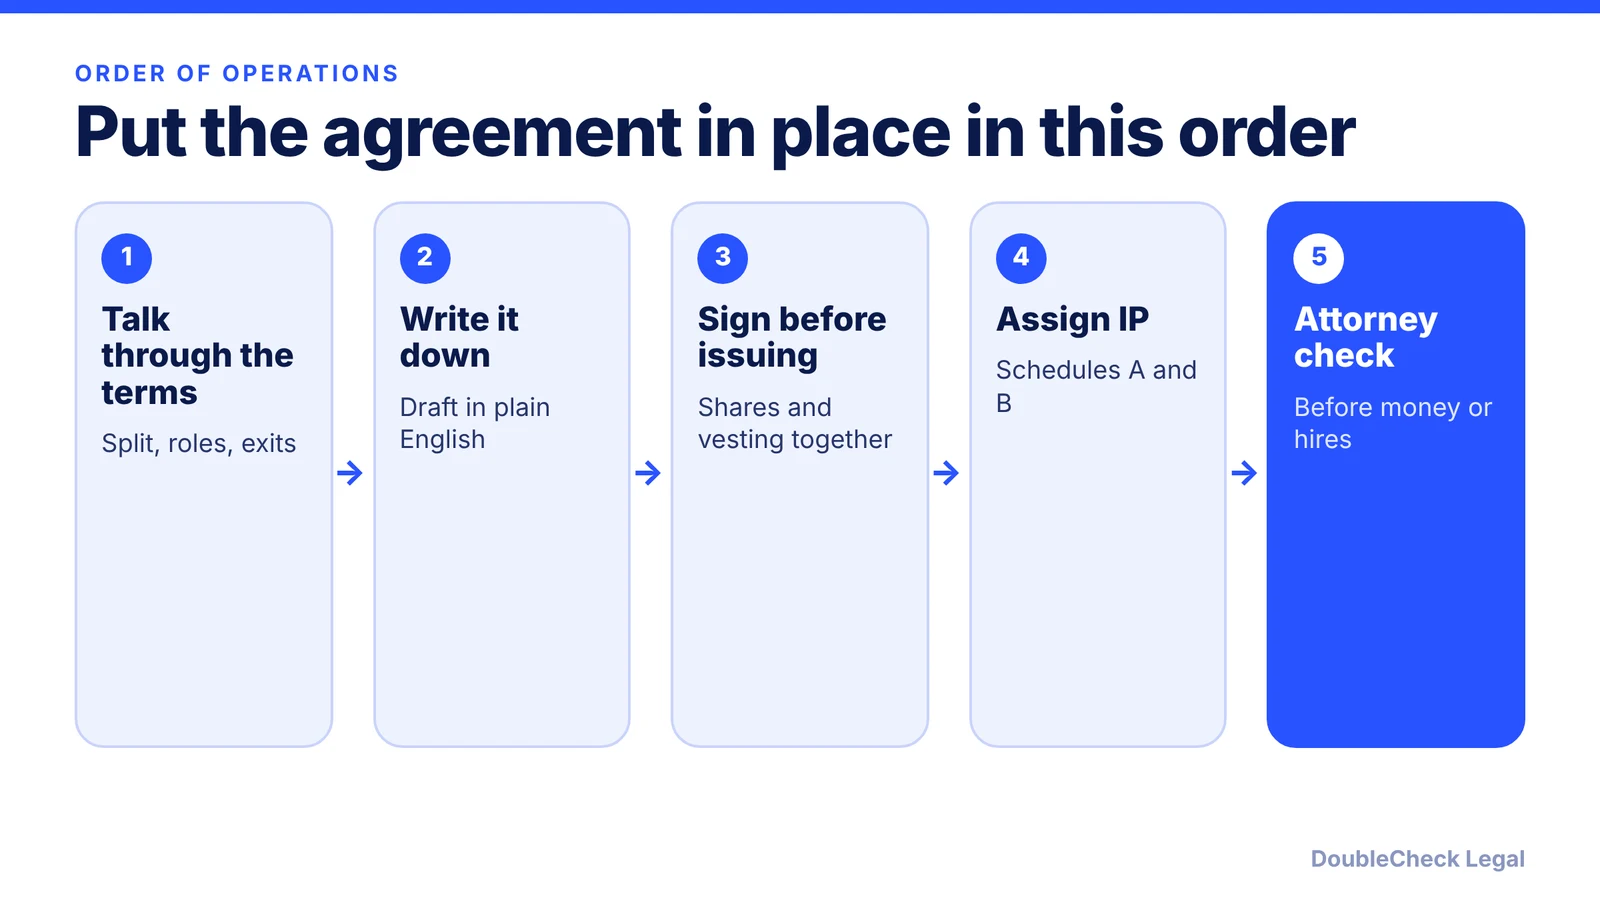 ORDER OF OPERATIONS
Put the agreement in place in this order
1
Talk
through the
terms
Split, roles, exits
→
2
Write it
down
Draft in plain
English
→
3
Sign before
issuing
Shares and
vesting together
→
4
Assign IP
Schedules A and
B
→
5
Attorney
check
Before money or
hires
DoubleCheck Legal